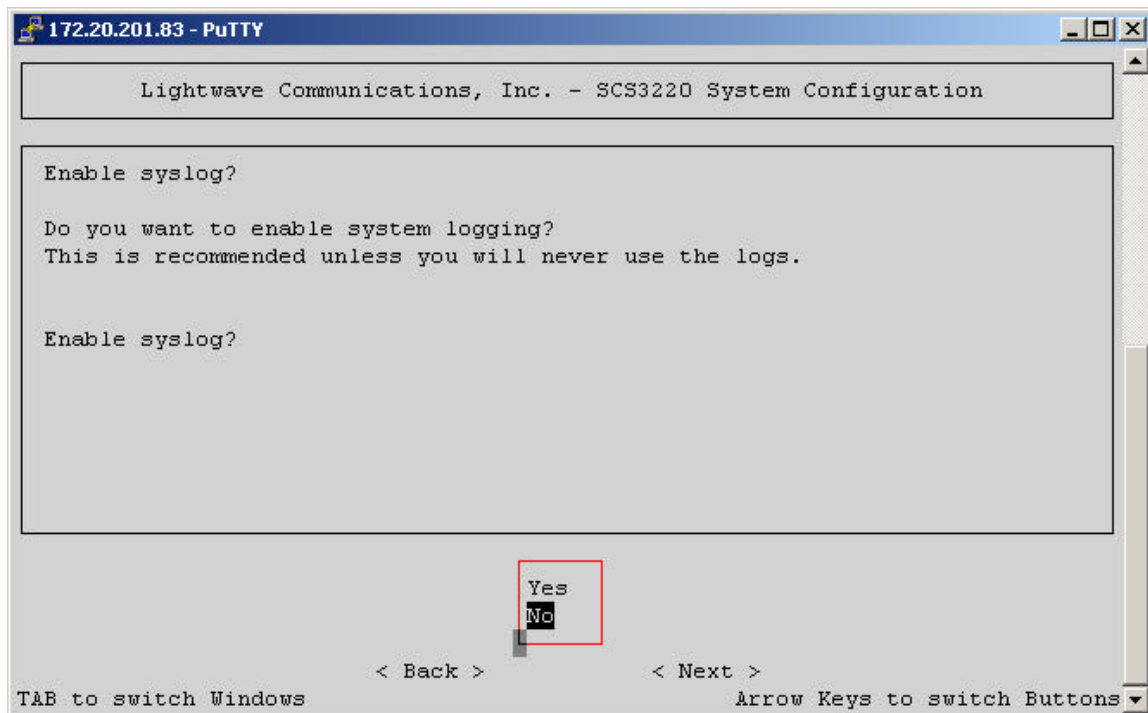 172.20.201.83 - PuTTY
Lightwave Communications, Inc. - SCS3220 System Configuration
Enable syslog?
Do you want to enable system logging?
This is recommended unless you will never use the logs.
Enable syslog?
Yes
No
< Back > < Next >
TAB to switch Windows Arrow Keys to switch Buttons